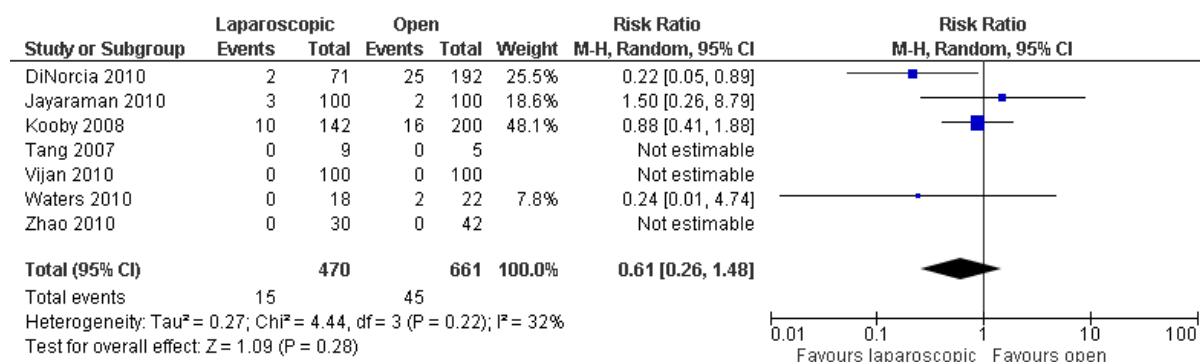 Laparoscopic Open Risk Ratio Risk Ratio
Study or Subgroup Events Total Events Total Weight M-H, Random, 95% CI M-H, Random, 95% CI
DiNorcia 2010 2 71 25 192 25.5% 0.22 [0.05, 0.89]
Jayaraman 2010 3 100 2 100 18.6% 1.50 [0.26, 8.79]
Kooby 2008 10 142 16 200 48.1% 0.88 [0.41, 1.88]
Tang 2007 0 9 0 5 Not estimable
Vijan 2010 0 100 0 100 Not estimable
Waters 2010 0 18 2 22 7.8% 0.24 [0.01, 4.74]
Zhao 2010 0 30 0 42 Not estimable
Total (95% CI) 470 661 100.0% 0.61 [0.26, 1.48]
Total events 15 45
Heterogeneity: Tau² = 0.27; Chi² = 4.44, df = 3 (P = 0.22); I² = 32%
Test for overall effect: Z = 1.09 (P = 0.28)
0.01 0.1 1 10 100
Favours laparoscopic Favours open